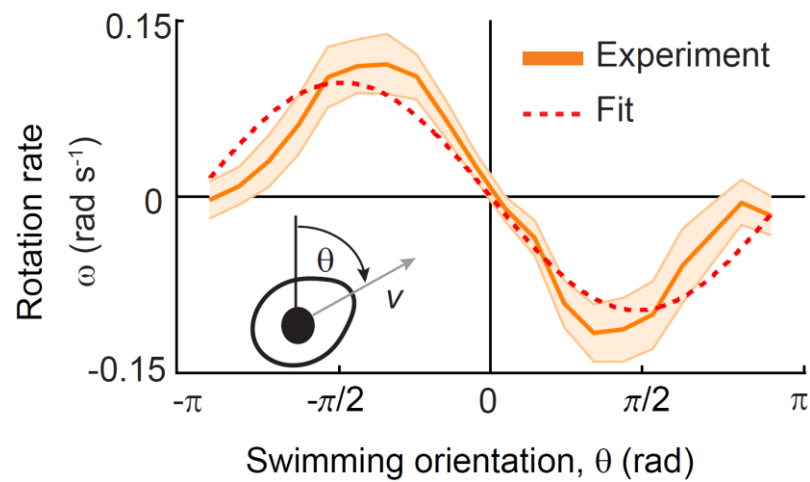 0.15
Experiment
Fit
Rotation rate
ω (rad s⁻¹)
0
θ
v
-0.15
-π
-π/2
0
π/2
π
Swimming orientation, θ (rad)